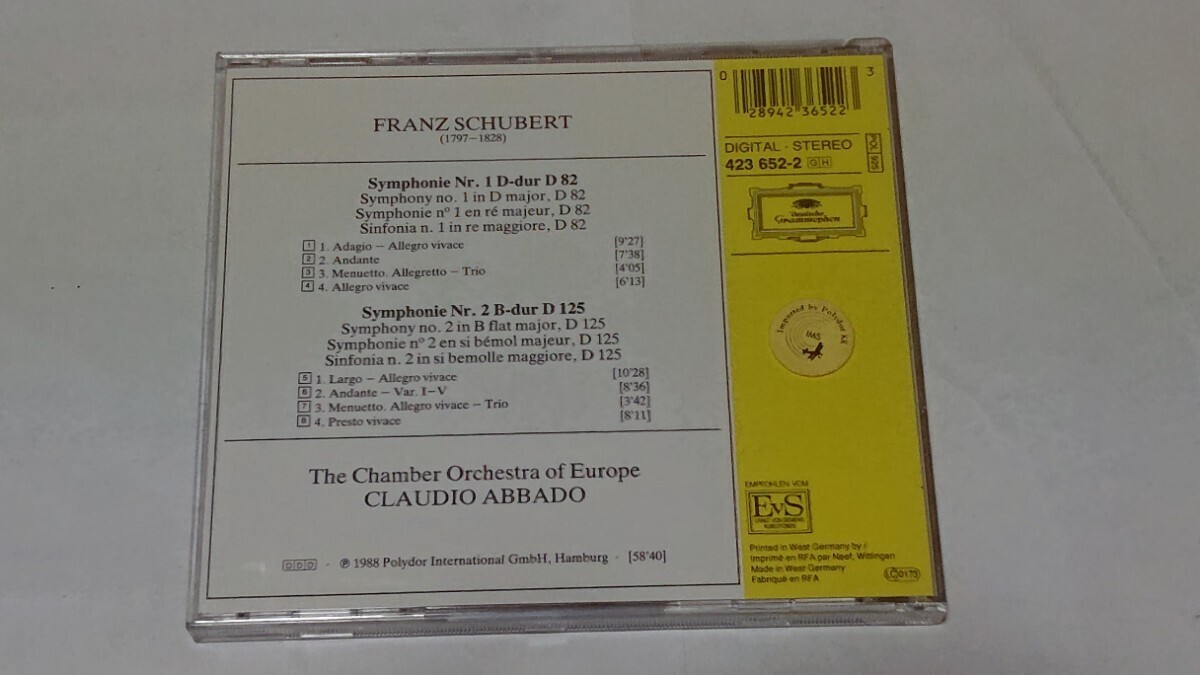 FRANZ SCHUBERT
(1797–1828)
Symphonie Nr. 1 D-dur D 82
Symphony no. 1 in D major, D 82
Symphonie nº 1 en ré majeur, D 82
Sinfonia n. 1 in re maggiore, D 82
1 1. Adagio – Allegro vivace [9'27]
2 2. Andante [7'38]
3 3. Menuetto. Allegretto – Trio [4'05]
4 4. Allegro vivace [6'13]
Symphonie Nr. 2 B-dur D 125
Symphony no. 2 in B flat major, D 125
Symphonie nº 2 en si bémol majeur, D 125
Sinfonia n. 2 in si bemolle maggiore, D 125
5 1. Largo – Allegro vivace [10'28]
6 2. Andante – Var. I–V [8'36]
7 3. Menuetto. Allegro vivace – Trio [3'42]
8 4. Presto vivace [8'11]
The Chamber Orchestra of Europe
CLAUDIO ABBADO
DDD · ℗ 1988 Polydor International GmbH, Hamburg · [58'40]
0 28942 36522 3
DIGITAL · STEREO
423 652-2 GH
POL 925
Deutsche
Grammophon
Imported by Polydor K.K.
IMS
EMPFOHLEN VOM
EvS
ERNST VON SIEMENS
Printed in West Germany by /
Imprimé en RFA par Neef, Wittingen
Made in West Germany
Fabriqué en RFA
LC 0173